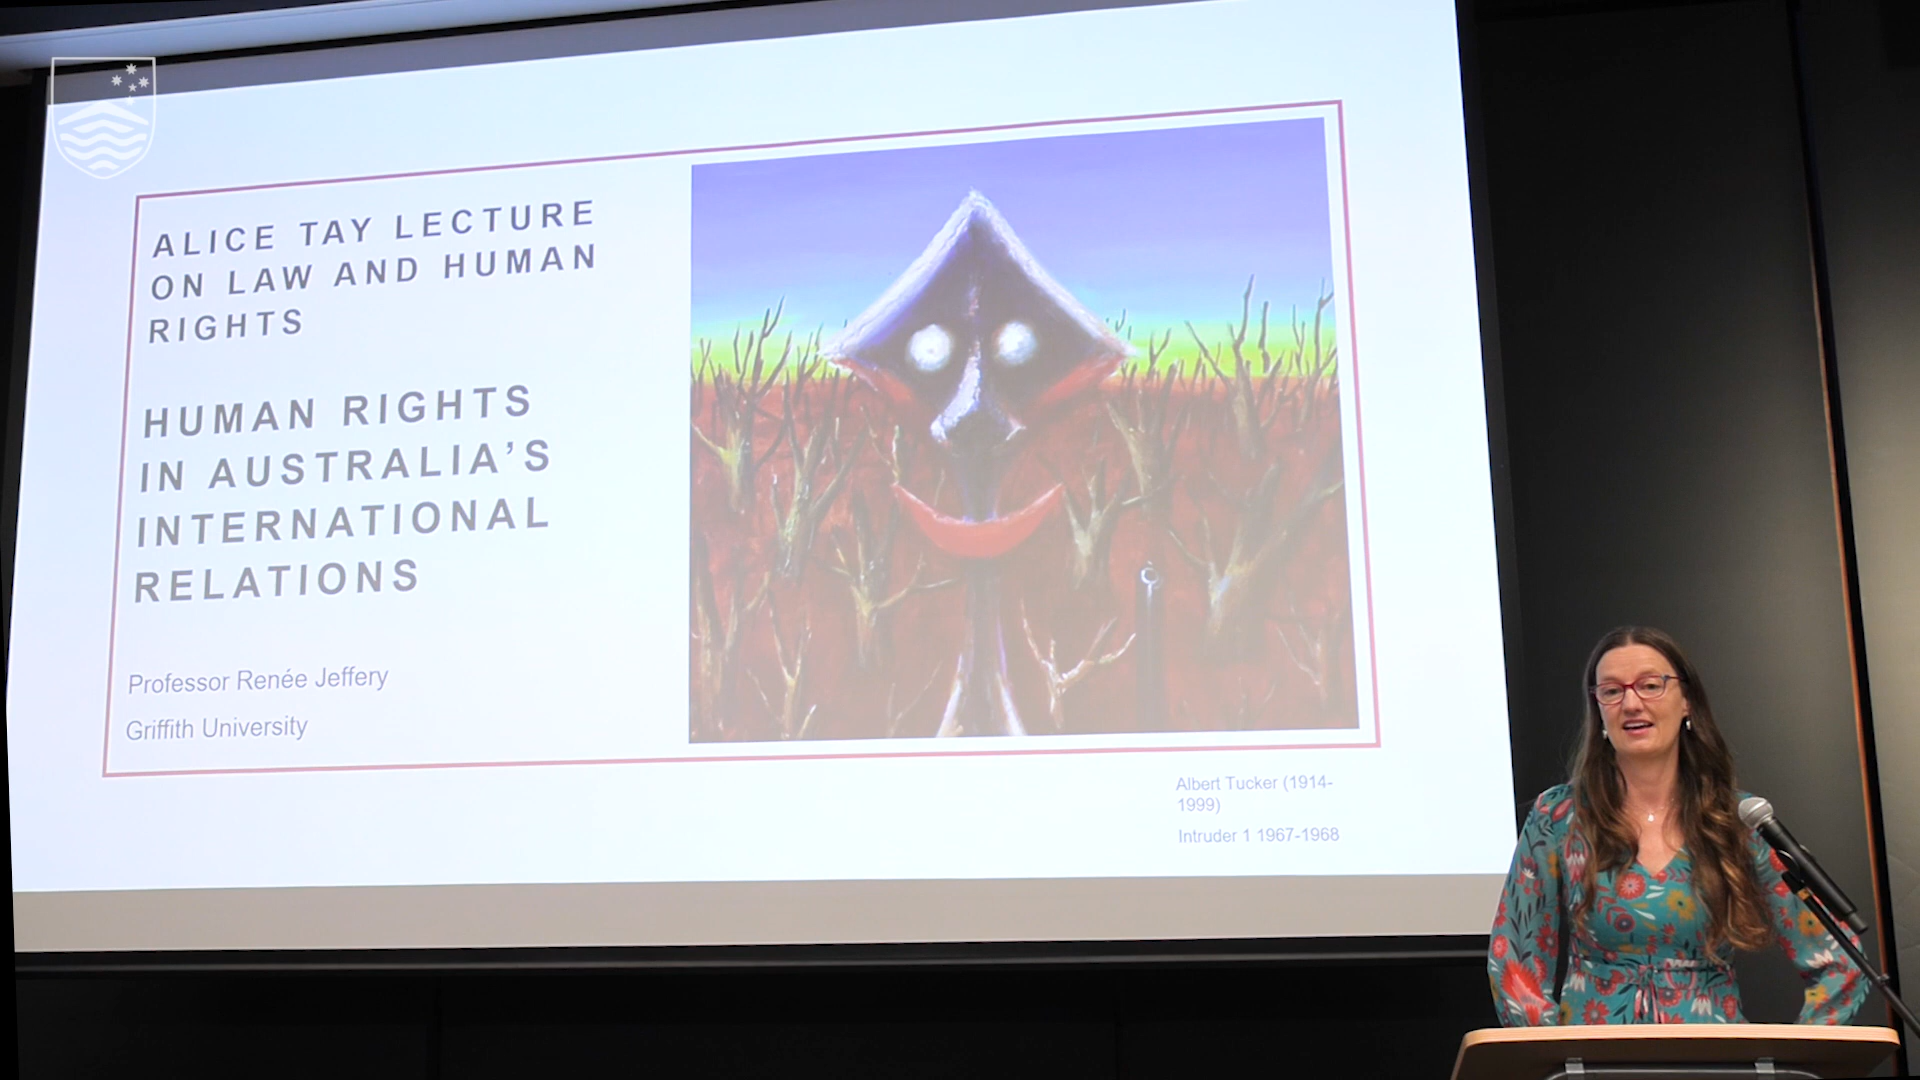 ALICE TAY LECTURE
ON LAW AND HUMAN
RIGHTS
HUMAN RIGHTS
IN AUSTRALIA'S
INTERNATIONAL
RELATIONS
Professor Renée Jeffery
Griffith University
Albert Tucker (1914-
1999)
Intruder 1 1967-1968